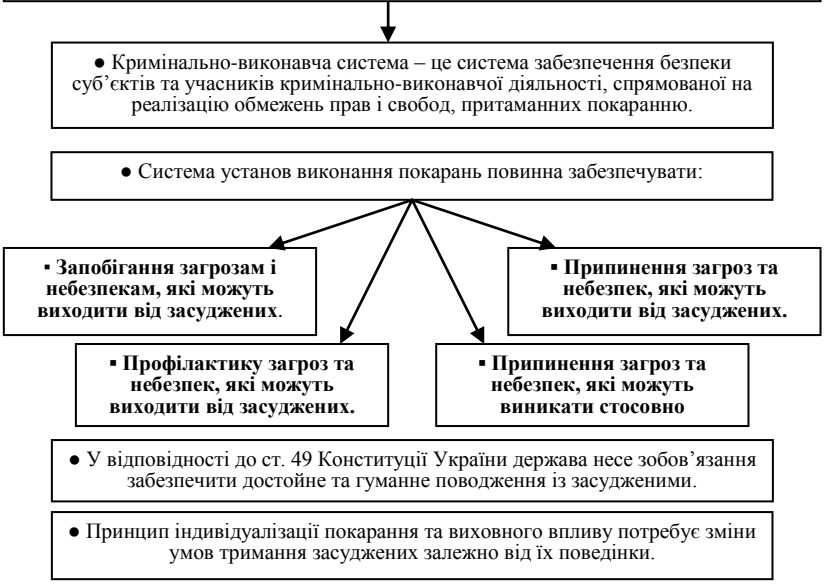 ● Кримінально-виконавча система – це система забезпечення безпеки
суб’єктів та учасників кримінально-виконавчої діяльності, спрямованої на
реалізацію обмежень прав і свобод, притаманних покаранню.
● Система установ виконання покарань повинна забезпечувати:
▪ Запобігання загрозам і
небезпекам, які можуть
виходити від засуджених.
▪ Припинення загроз та
небезпек, які можуть
виходити від засуджених.
▪ Профілактику загроз та
небезпек, які можуть
виходити від засуджених.
▪ Припинення загроз та
небезпек, які можуть
виникати стосовно
● У відповідності до ст. 49 Конституції України держава несе зобов’язання
забезпечити достойне та гуманне поводження із засудженими.
● Принцип індивідуалізації покарання та виховного впливу потребує зміни
умов тримання засуджених залежно від їх поведінки.